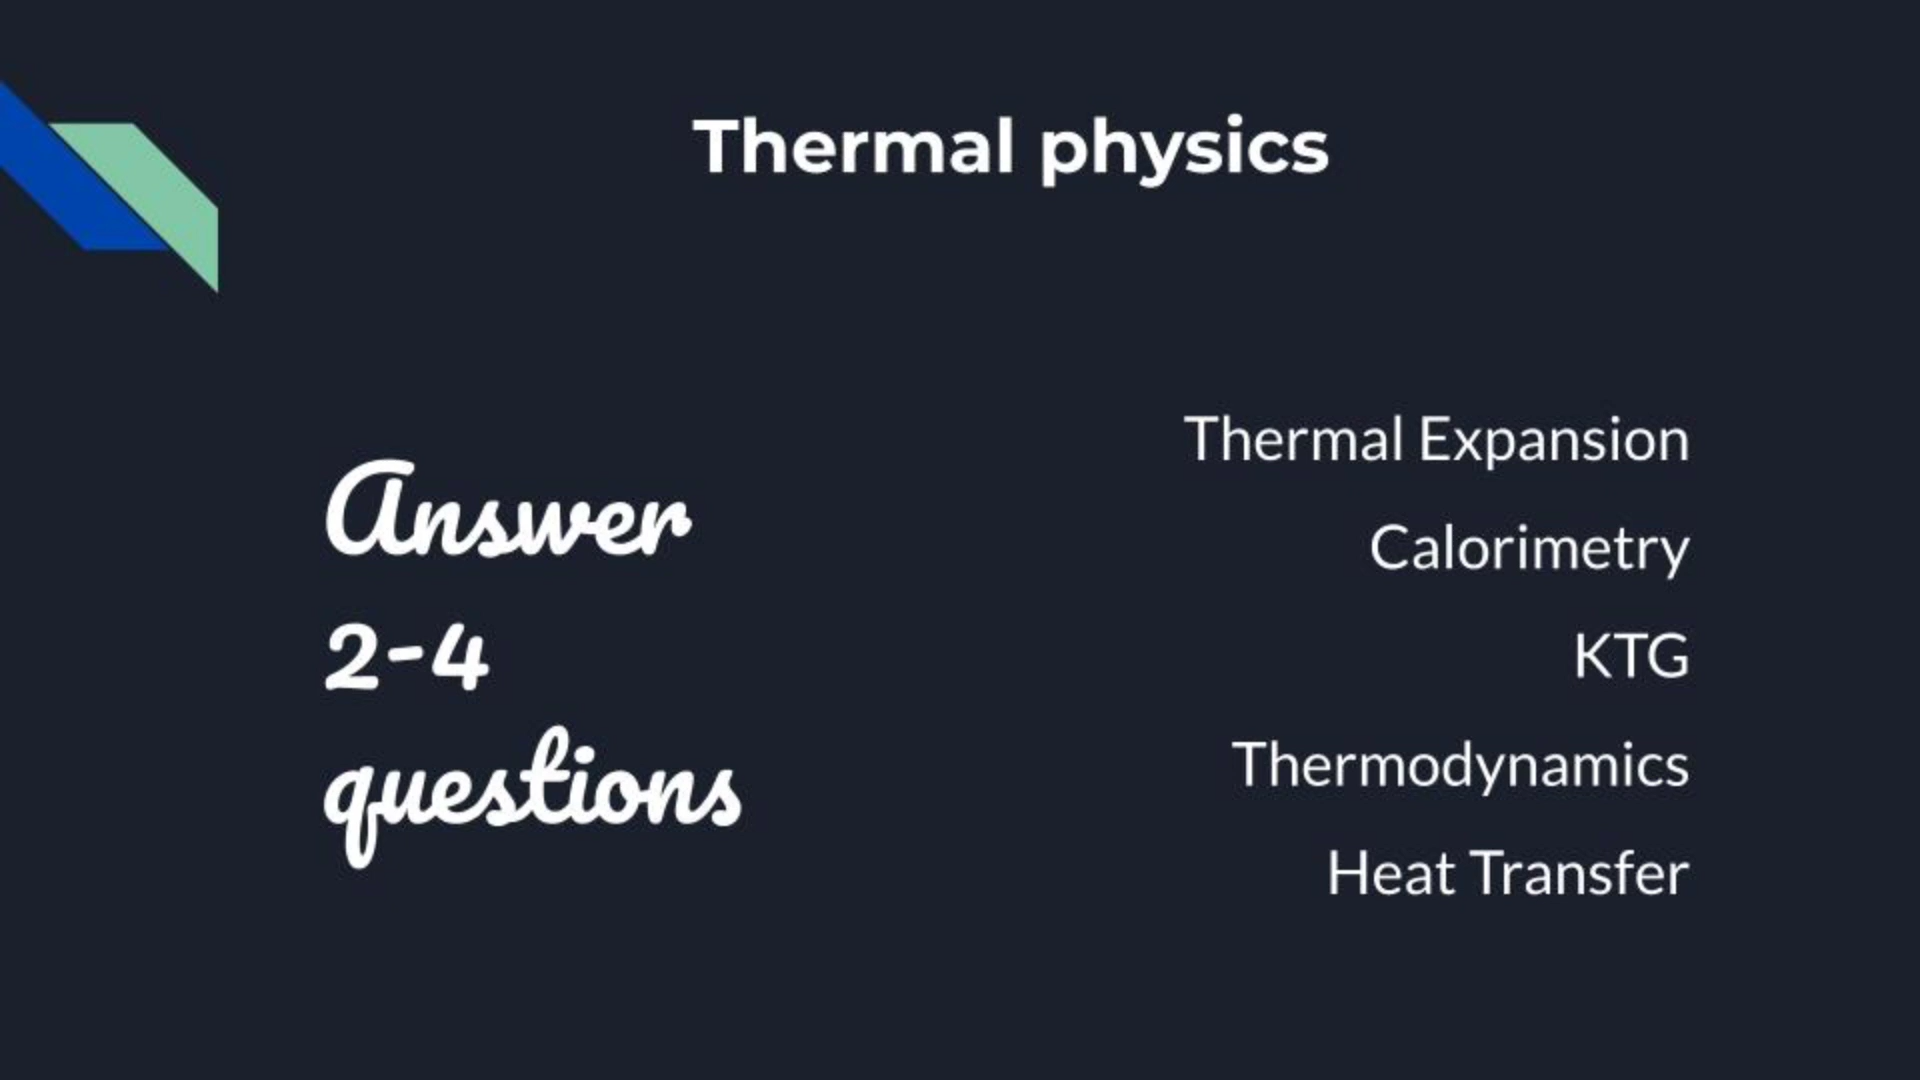 Thermal physics
Answer
2-4
questions
Thermal Expansion
Calorimetry
KTG
Thermodynamics
Heat Transfer